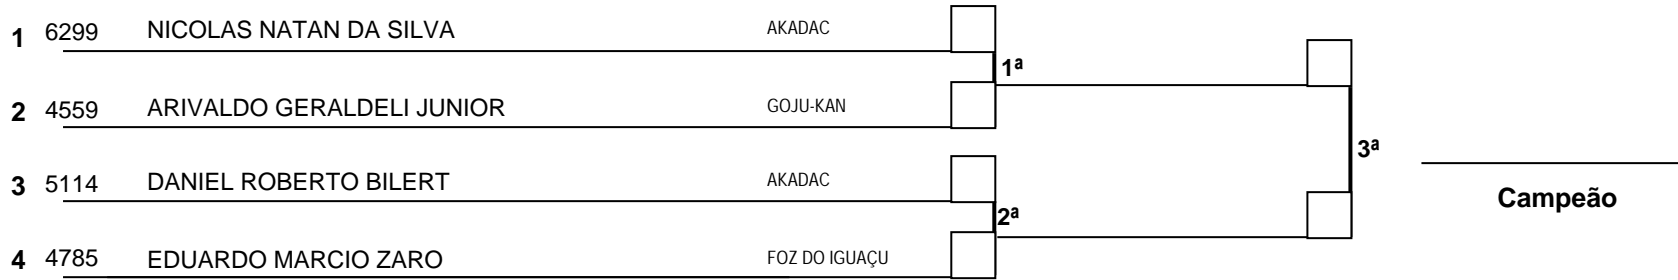 1 6299 NICOLAS NATAN DA SILVA AKADAC
1ª
2 4559 ARIVALDO GERALDELI JUNIOR GOJU-KAN
3ª
3 5114 DANIEL ROBERTO BILERT AKADAC
Campeão
2ª
4 4785 EDUARDO MARCIO ZARO FOZ DO IGUAÇU